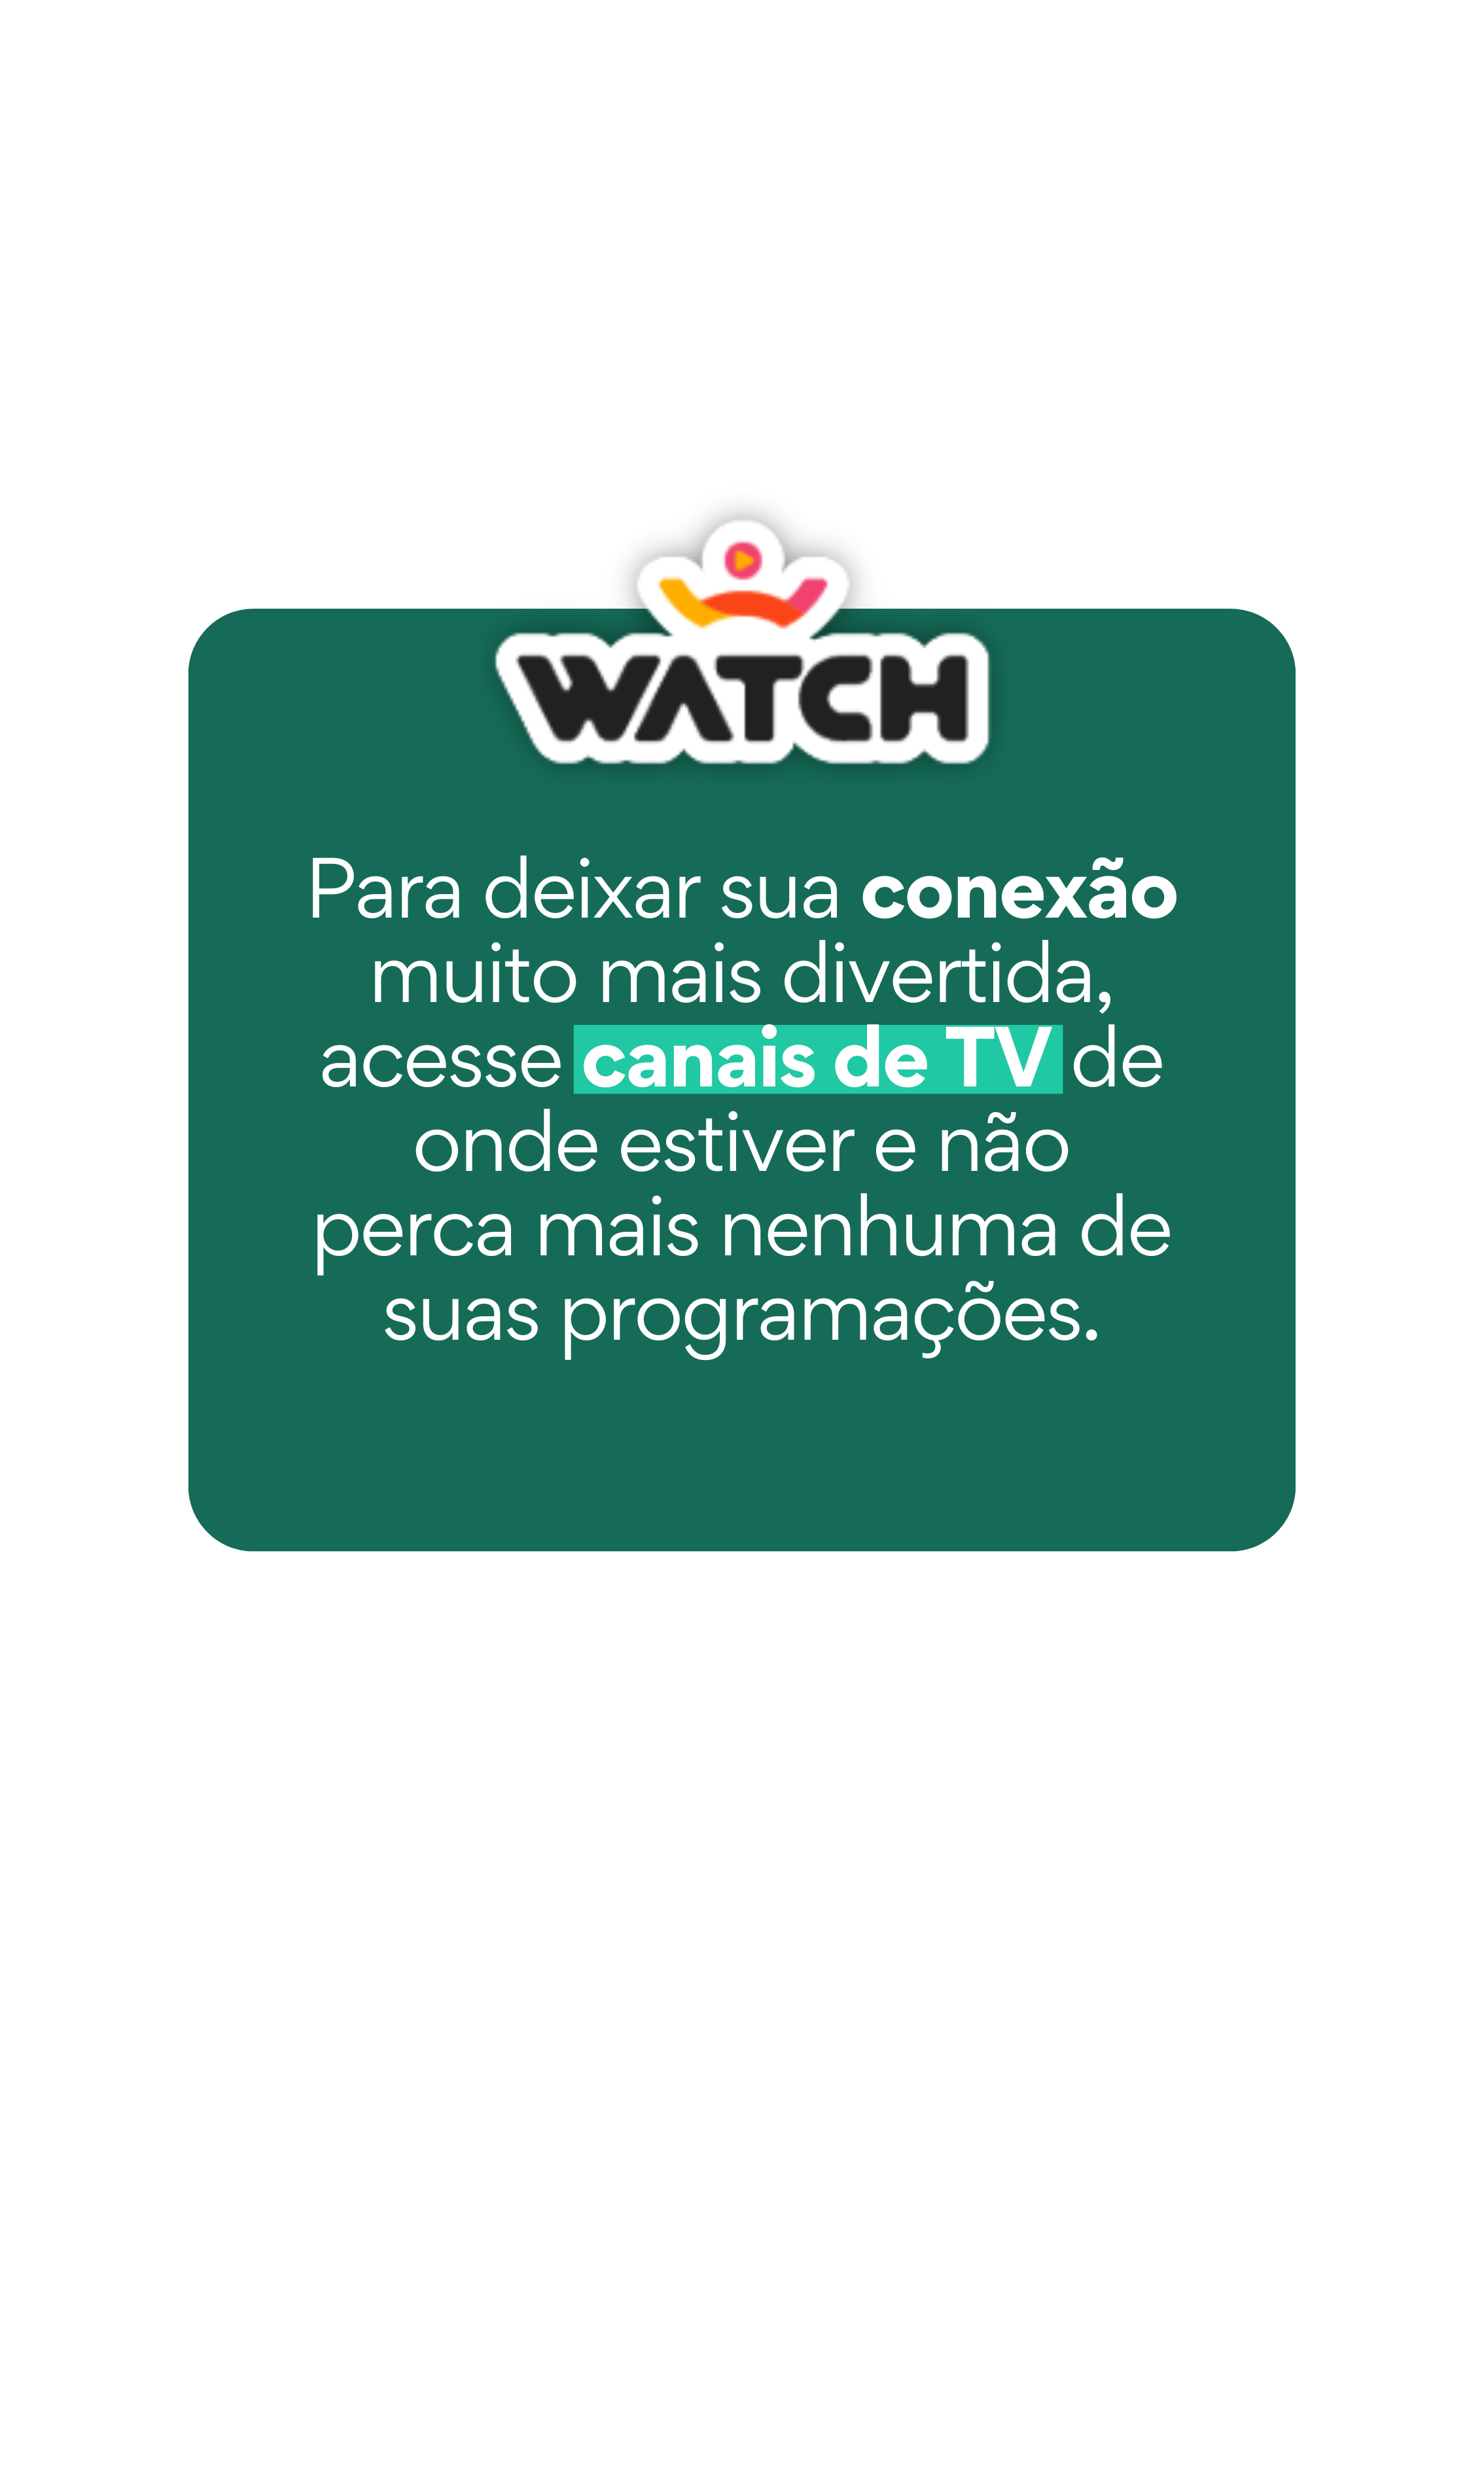 WATCH
Para deixar sua conexão
muito mais divertida,
acesse canais de TV de
onde estiver e não
perca mais nenhuma de
suas programações.